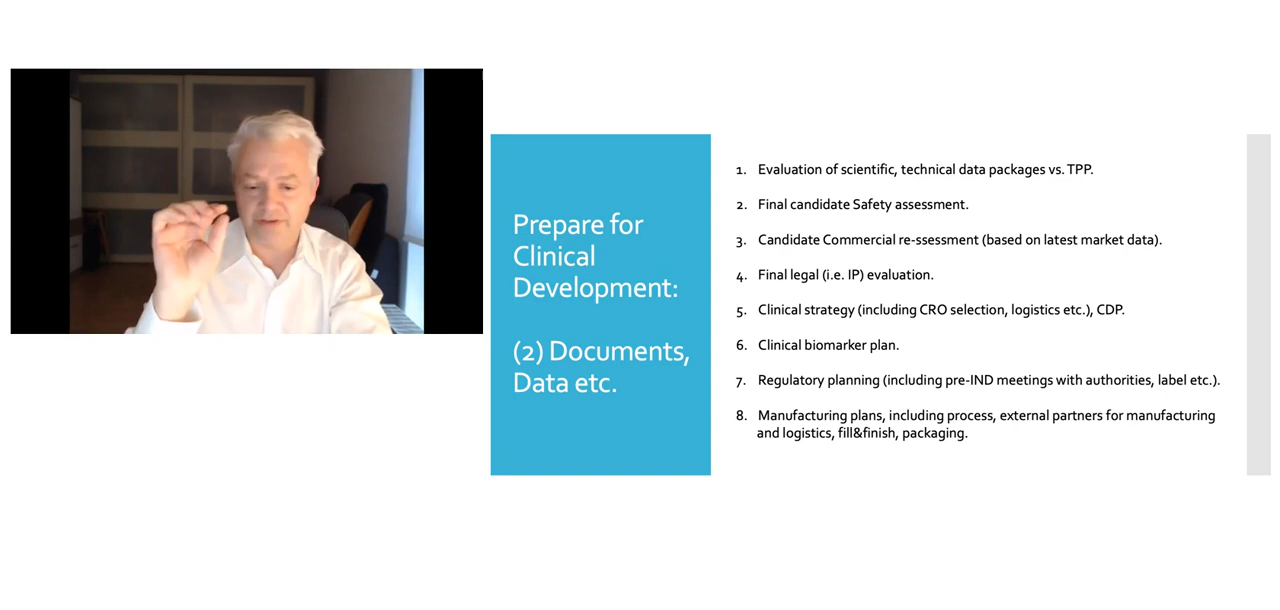 Prepare for
Clinical
Development:
(2) Documents,
Data etc.
1. Evaluation of scientific, technical data packages vs. TPP.
2. Final candidate Safety assessment.
3. Candidate Commercial re-ssessment (based on latest market data).
4. Final legal (i.e. IP) evaluation.
5. Clinical strategy (including CRO selection, logistics etc.), CDP.
6. Clinical biomarker plan.
7. Regulatory planning (including pre-IND meetings with authorities, label etc.).
8. Manufacturing plans, including process, external partners for manufacturing
and logistics, fill&finish, packaging.